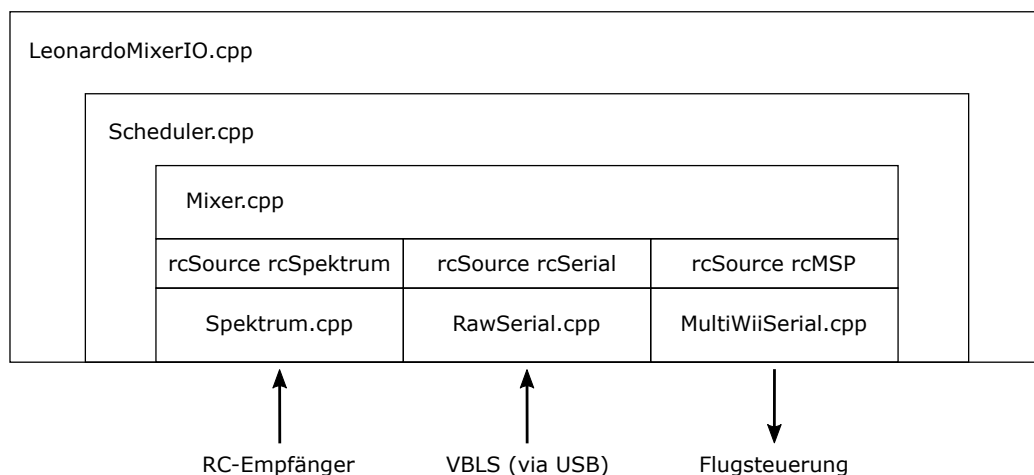 LeonardoMixerIO.cpp
Scheduler.cpp
Mixer.cpp
rcSource rcSpektrum
rcSource rcSerial
rcSource rcMSP
Spektrum.cpp
RawSerial.cpp
MultiWiiSerial.cpp
RC-Empfänger
VBLS (via USB)
Flugsteuerung